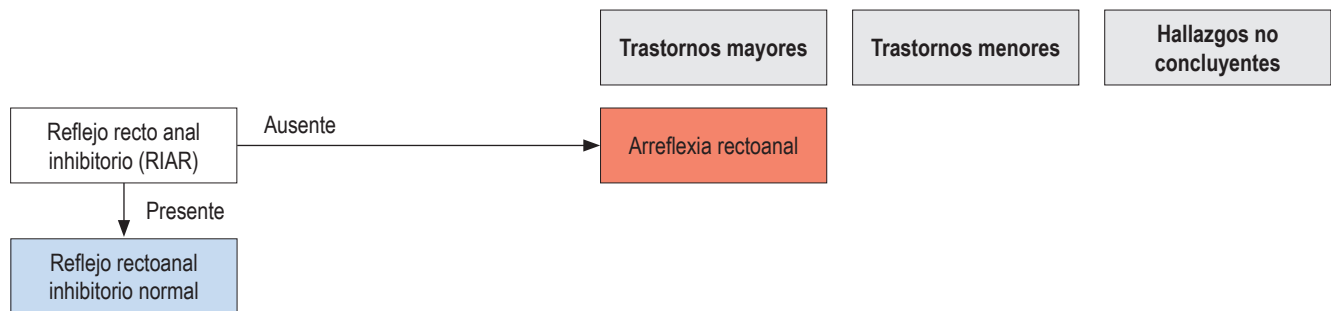 Trastornos mayores
Trastornos menores
Hallazgos no
concluyentes
Reflejo recto anal
inhibitorio (RIAR)
Ausente
Arreflexia rectoanal
Presente
Reflejo rectoanal
inhibitorio normal